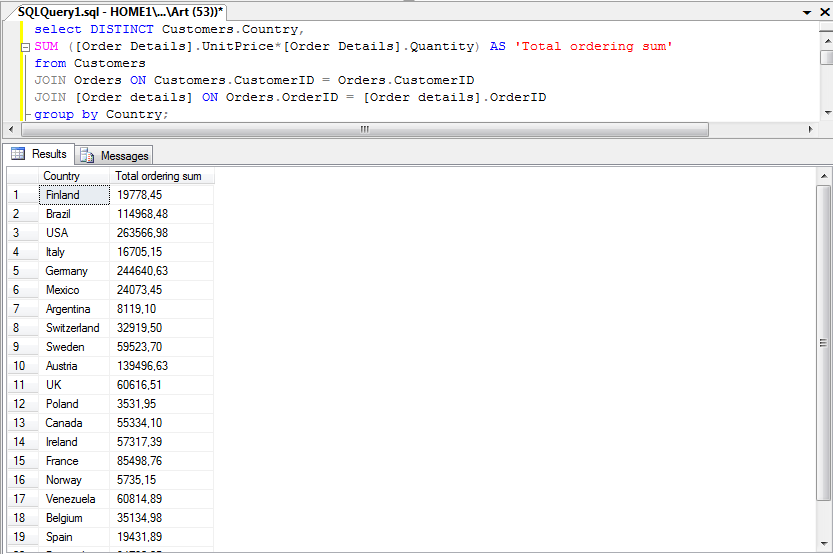 SQLQuery1.sql - HOME1\...\Art (53))*
select DISTINCT Customers.Country,
SUM ([Order Details].UnitPrice*[Order Details].Quantity) AS 'Total ordering sum'
from Customers
JOIN Orders ON Customers.CustomerID = Orders.CustomerID
JOIN [Order details] ON Orders.OrderID = [Order details].OrderID
group by Country;
Results Messages
Country Total ordering sum
1 Finland 19778,45
2 Brazil 114968,48
3 USA 263566,98
4 Italy 16705,15
5 Germany 244640,63
6 Mexico 24073,45
7 Argentina 8119,10
8 Switzerland 32919,50
9 Sweden 59523,70
10 Austria 139496,63
11 UK 60616,51
12 Poland 3531,95
13 Canada 55334,10
14 Ireland 57317,39
15 France 85498,76
16 Norway 5735,15
17 Venezuela 60814,89
18 Belgium 35134,98
19 Spain 19431,89